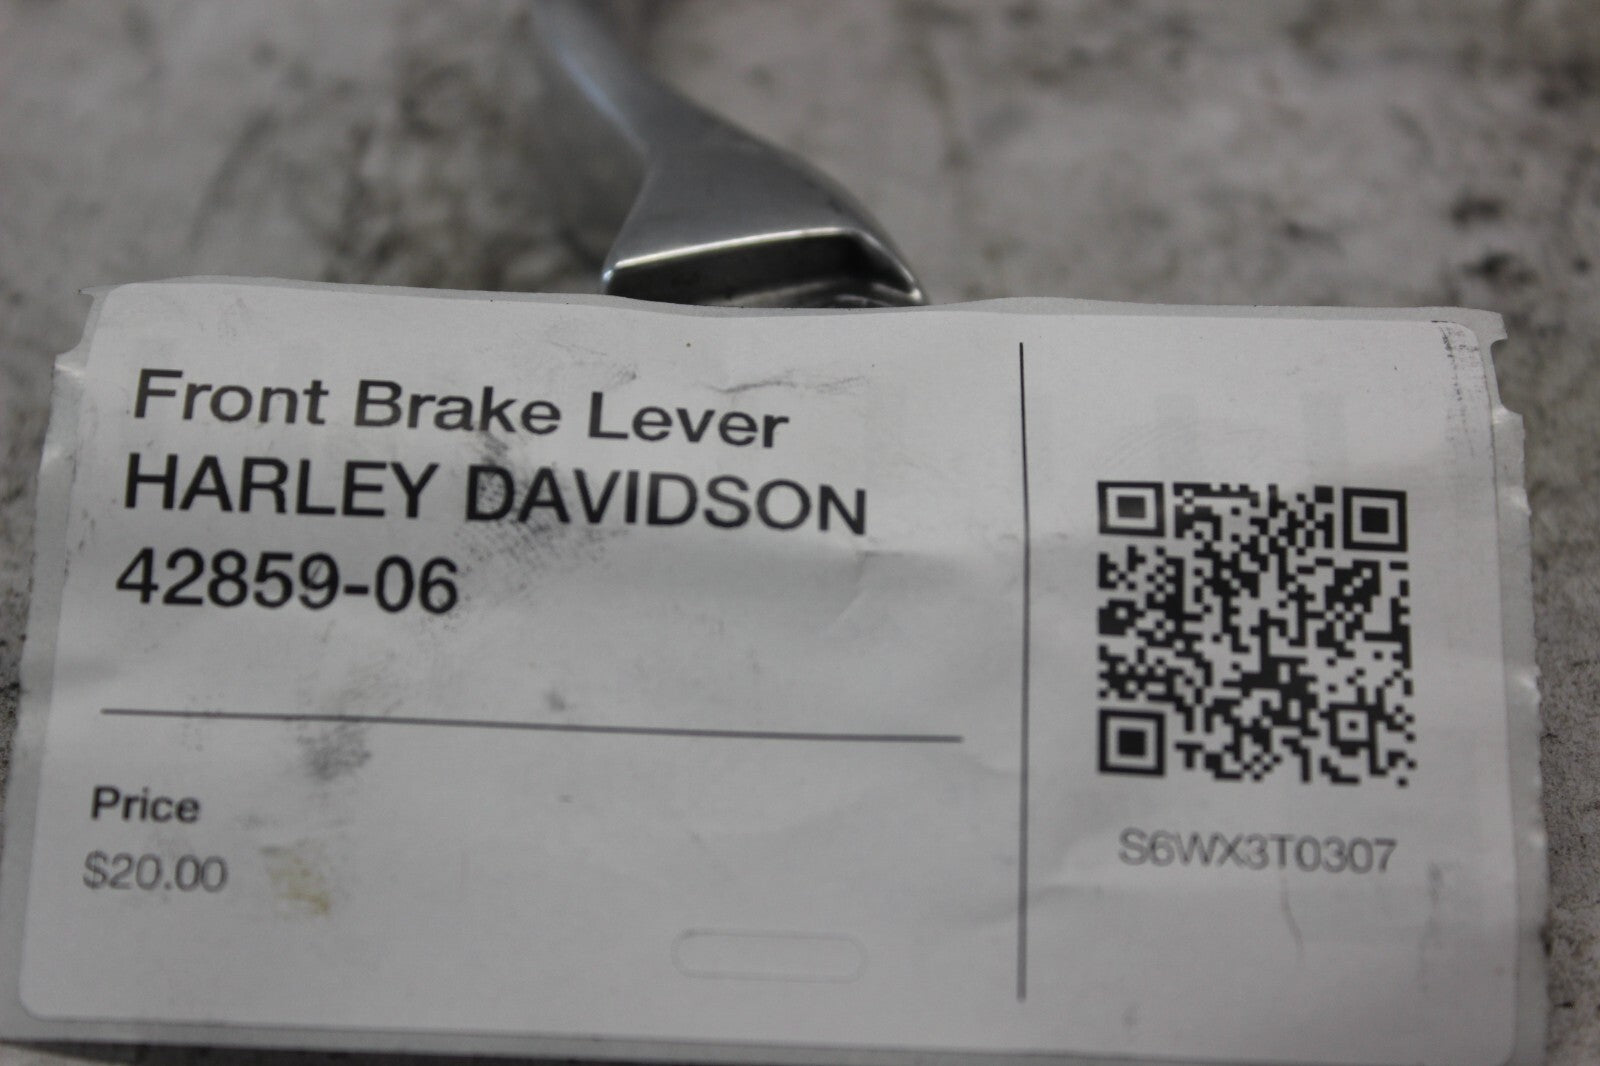 Front Brake Lever
HARLEY DAVIDSON
42859-06
Price
$20.00
S6WX3T0307